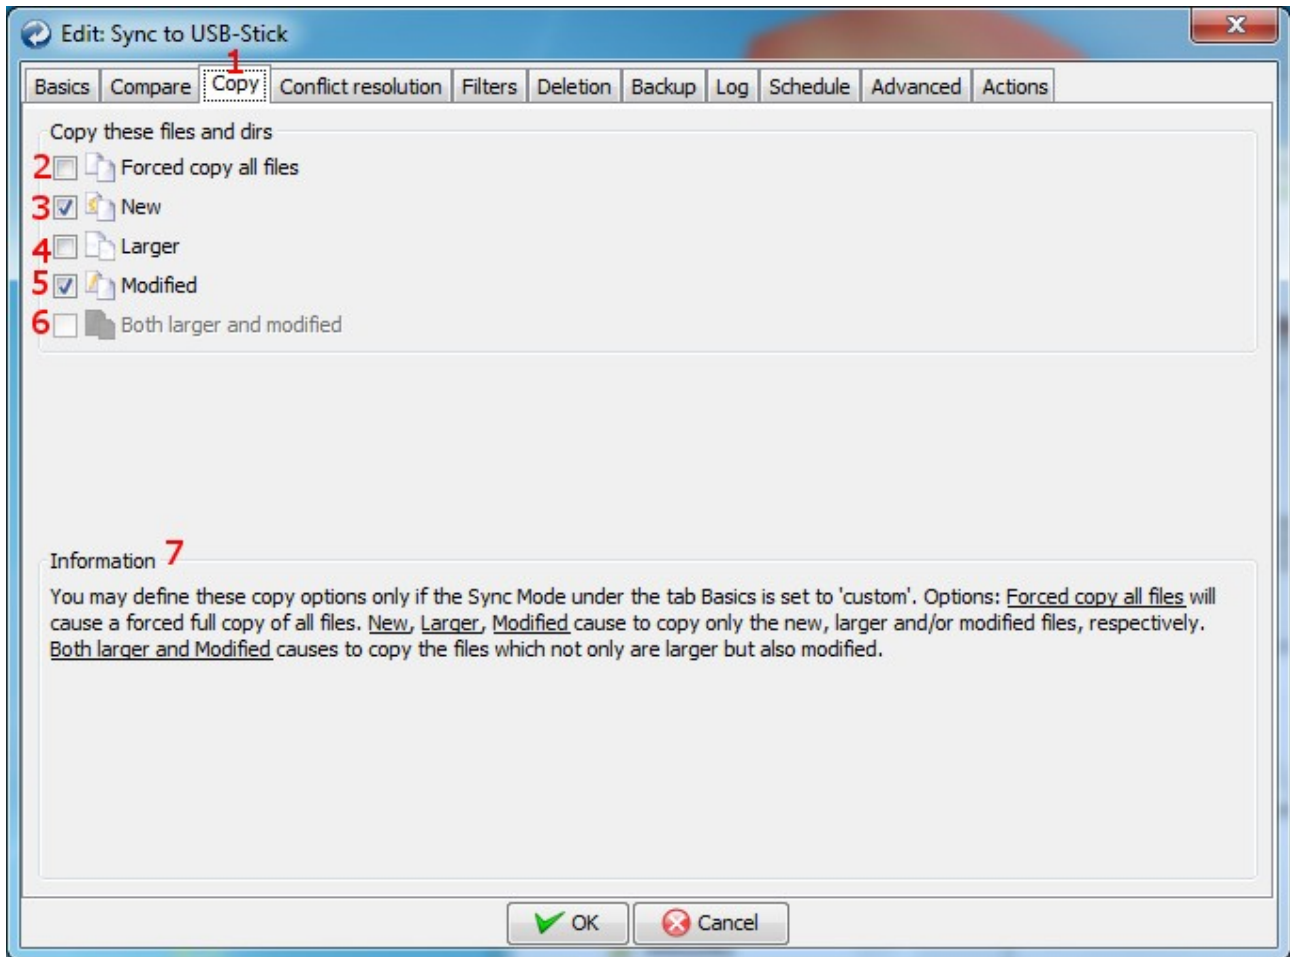 Edit: Sync to USB-Stick
X
1
Basics Compare Copy Conflict resolution Filters Deletion Backup Log Schedule Advanced Actions
Copy these files and dirs
2 Forced copy all files
3 New
4 Larger
5 Modified
6 Both larger and modified
Information 7
You may define these copy options only if the Sync Mode under the tab Basics is set to 'custom'. Options: Forced copy all files will
cause a forced full copy of all files. New, Larger, Modified cause to copy only the new, larger and/or modified files, respectively.
Both larger and Modified causes to copy the files which not only are larger but also modified.
OK Cancel